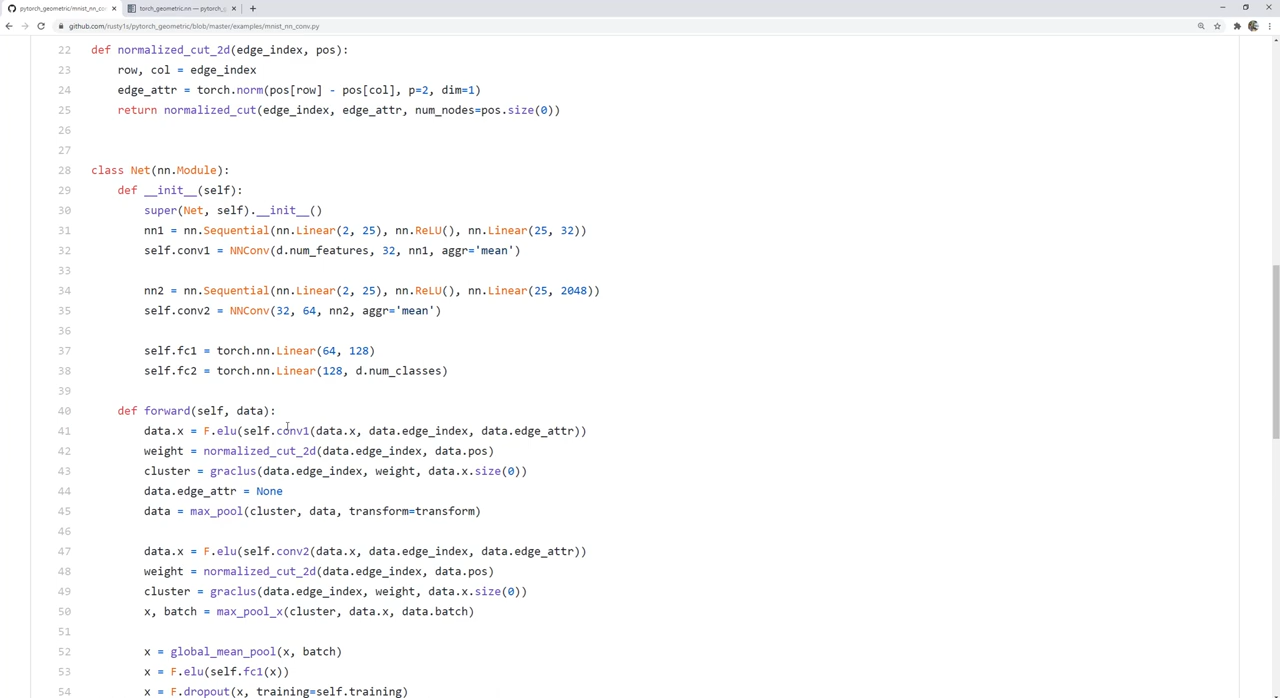 pytorch_geometric/mnist_nn_co
torch_geometric.nn — pytorch_g
github.com/rusty1s/pytorch_geometric/blob/master/examples/mnist_nn_conv.py
22 def normalized_cut_2d(edge_index, pos):
23 row, col = edge_index
24 edge_attr = torch.norm(pos[row] - pos[col], p=2, dim=1)
25 return normalized_cut(edge_index, edge_attr, num_nodes=pos.size(0))
26
27
28 class Net(nn.Module):
29 def __init__(self):
30 super(Net, self).__init__()
31 nn1 = nn.Sequential(nn.Linear(2, 25), nn.ReLU(), nn.Linear(25, 32))
32 self.conv1 = NNConv(d.num_features, 32, nn1, aggr='mean')
33
34 nn2 = nn.Sequential(nn.Linear(2, 25), nn.ReLU(), nn.Linear(25, 2048))
35 self.conv2 = NNConv(32, 64, nn2, aggr='mean')
36
37 self.fc1 = torch.nn.Linear(64, 128)
38 self.fc2 = torch.nn.Linear(128, d.num_classes)
39
40 def forward(self, data):
41 data.x = F.elu(self.conv1(data.x, data.edge_index, data.edge_attr))
42 weight = normalized_cut_2d(data.edge_index, data.pos)
43 cluster = graclus(data.edge_index, weight, data.x.size(0))
44 data.edge_attr = None
45 data = max_pool(cluster, data, transform=transform)
46
47 data.x = F.elu(self.conv2(data.x, data.edge_index, data.edge_attr))
48 weight = normalized_cut_2d(data.edge_index, data.pos)
49 cluster = graclus(data.edge_index, weight, data.x.size(0))
50 x, batch = max_pool_x(cluster, data.x, data.batch)
51
52 x = global_mean_pool(x, batch)
53 x = F.elu(self.fc1(x))
54 x = F.dropout(x, training=self.training)